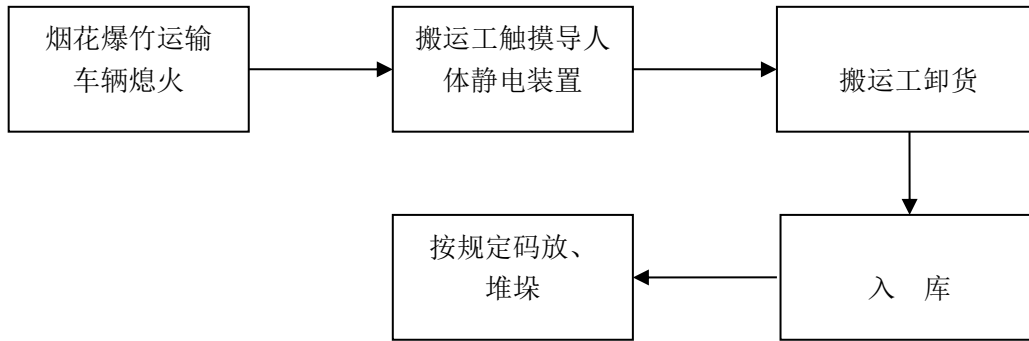 烟花爆竹运输
车辆熄火
搬运工触摸导人
体静电装置
搬运工卸货
入　库
按规定码放、
堆垛